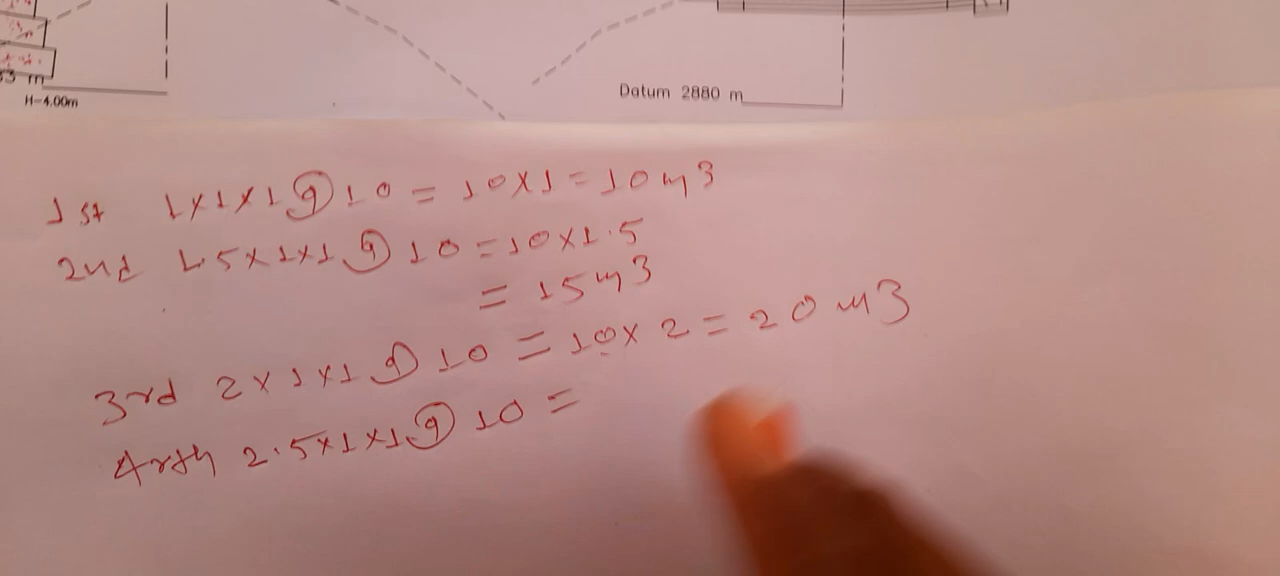 H=4.00m
Datum 2880 m
1st 1x1x1@10 = 10x1 = 10m3
2nd 1.5x1x1@10 = 10x1.5
= 15m3
3rd 2x1x1@10 = 10x2 = 20m3
4rth 2.5x1x1@10 =